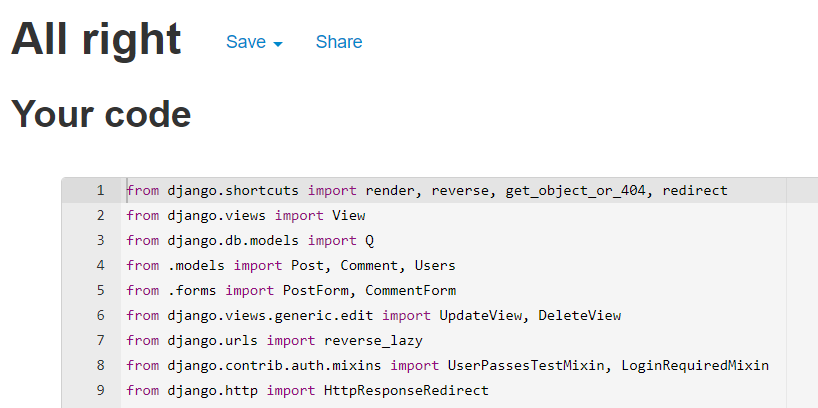 All right Save Share
Your code
1 from django.shortcuts import render, reverse, get_object_or_404, redirect
2 from django.views import View
3 from django.db.models import Q
4 from .models import Post, Comment, Users
5 from .forms import PostForm, CommentForm
6 from django.views.generic.edit import UpdateView, DeleteView
7 from django.urls import reverse_lazy
8 from django.contrib.auth.mixins import UserPassesTestMixin, LoginRequiredMixin
9 from django.http import HttpResponseRedirect